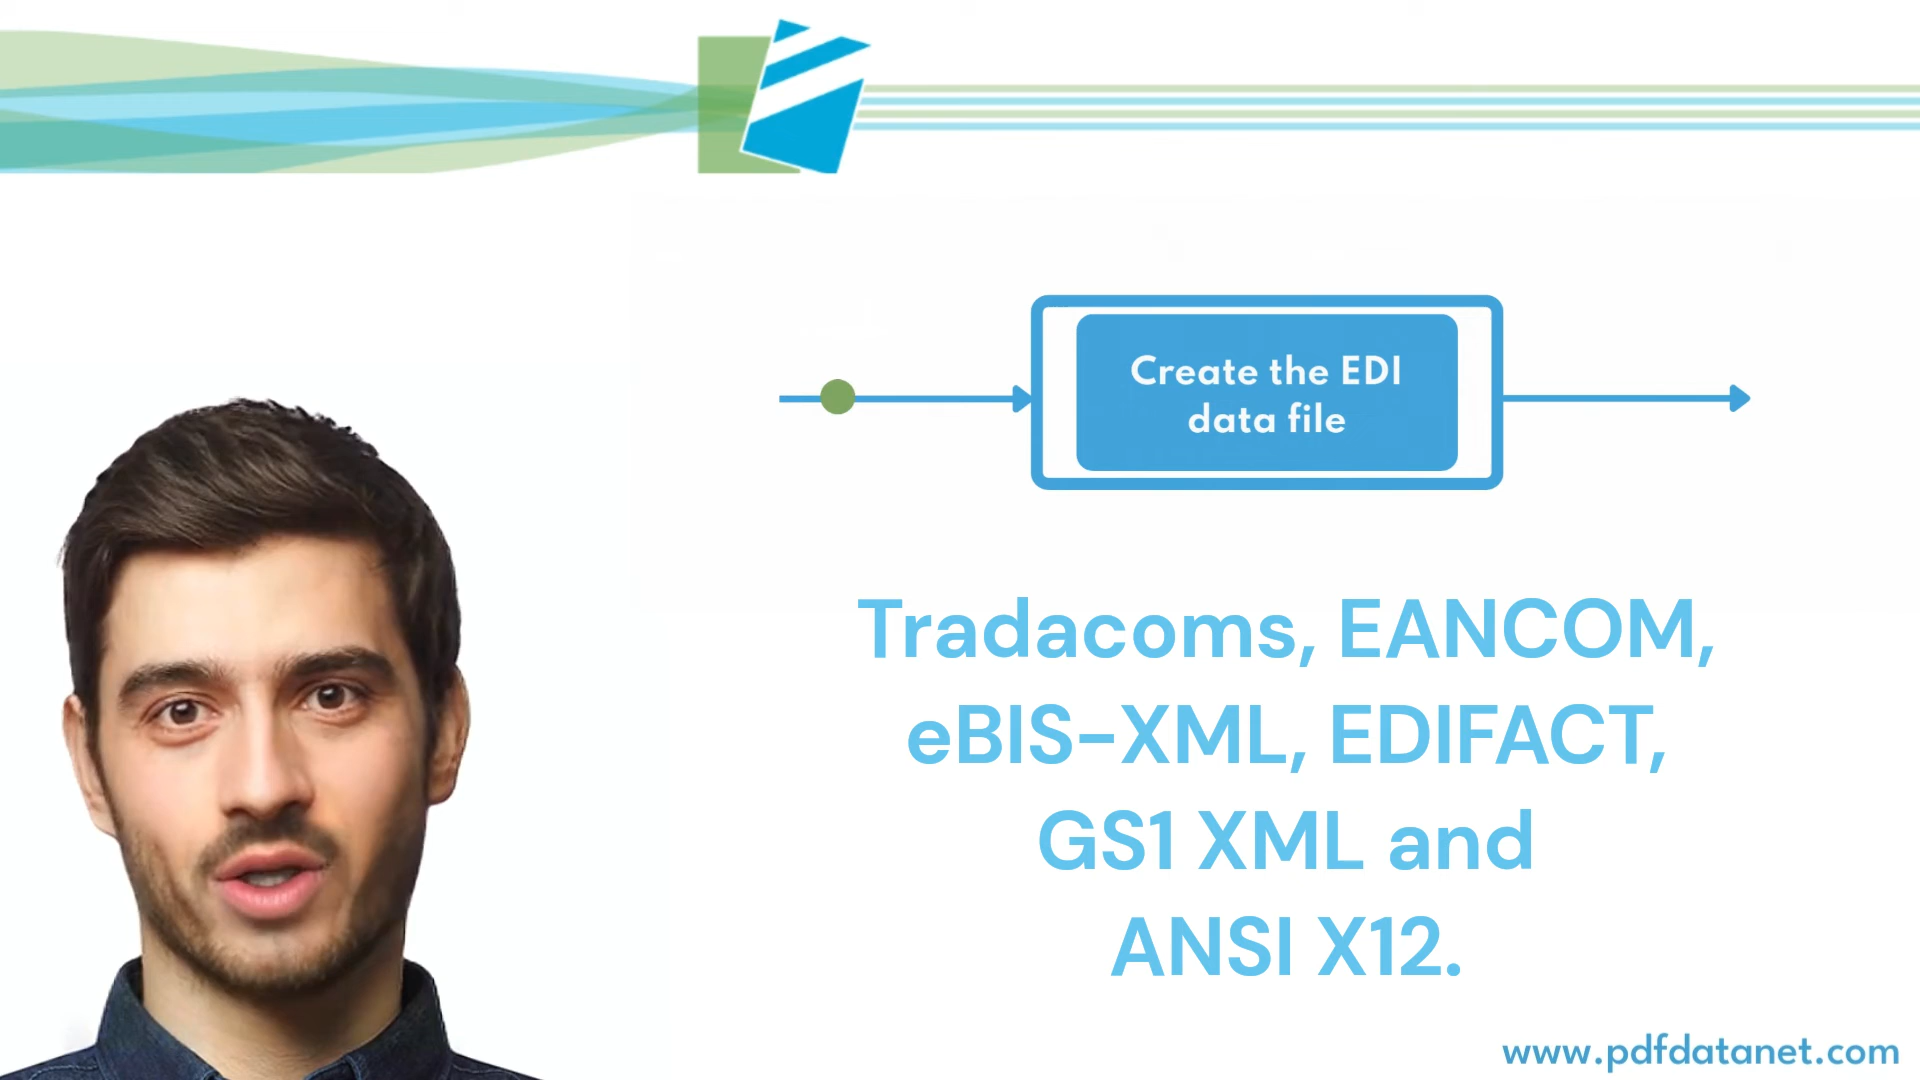 Create the EDI
data file
Tradacoms, EANCOM,
eBIS-XML, EDIFACT,
GS1 XML and
ANSI X12.
www.pdfdatanet.com